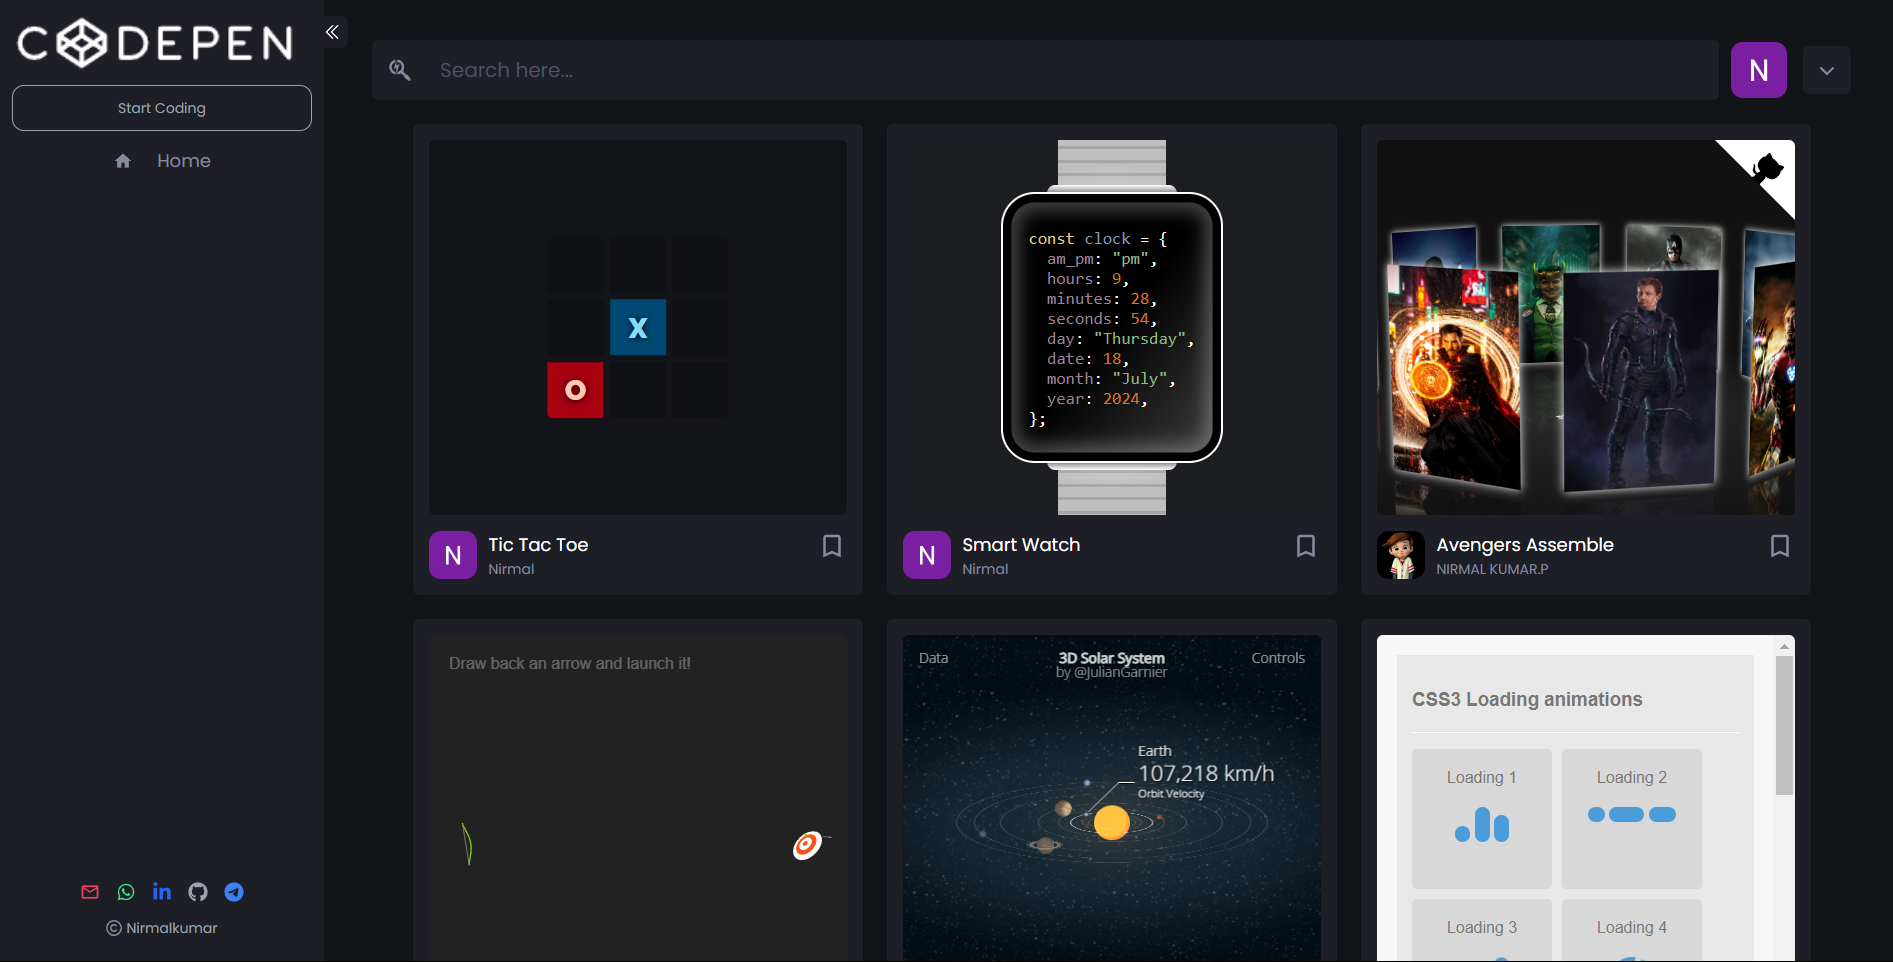 CODEPEN
Start Coding
Home
Nirmalkumar
Search here...
N
X
O
N
Tic Tac Toe
Nirmal
const clock = {
am_pm: "pm",
hours: 9,
minutes: 28,
seconds: 54,
day: "Thursday",
date: 18,
month: "July",
year: 2024,
};
N
Smart Watch
Nirmal
Avengers Assemble
NIRMAL KUMAR.P
Draw back an arrow and launch it!
Data
3D Solar System
by @JulianGarnier
Controls
Earth
107,218 km/h
Orbit Velocity
CSS3 Loading animations
Loading 1
Loading 2
Loading 3
Loading 4